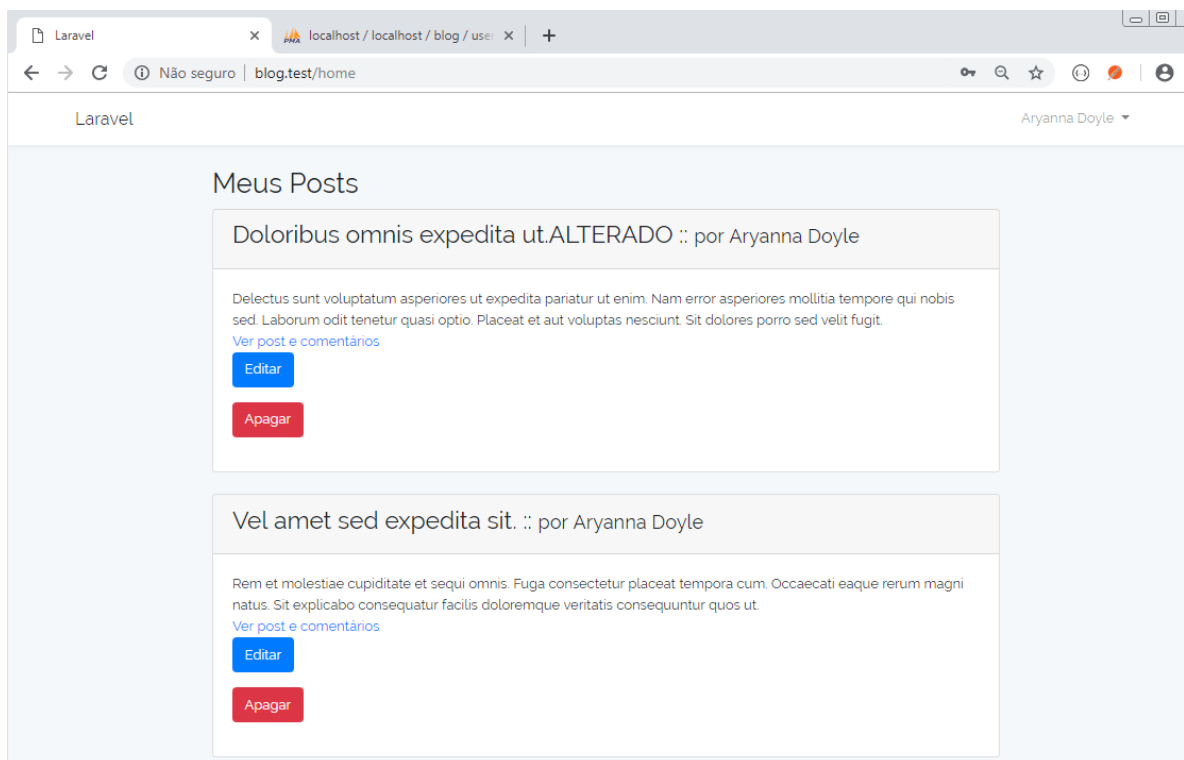 Laravel
localhost / localhost / blog / user
Não seguro
blog.test/home
Laravel
Aryanna Doyle
Meus Posts
Doloribus omnis expedita ut.ALTERADO :: por Aryanna Doyle
Delectus sunt voluptatum asperiores ut expedita pariatur ut enim. Nam error asperiores mollitia tempore qui nobis
sed. Laborum odit tenetur quasi optio. Placeat et aut voluptas nesciunt. Sit dolores porro sed velit fugit.
Ver post e comentários
Editar
Apagar
Vel amet sed expedita sit. :: por Aryanna Doyle
Rem et molestiae cupiditate et sequi omnis. Fuga consectetur placeat tempora cum. Occaecati eaque rerum magni
natus. Sit explicabo consequatur facilis doloremque veritatis consequuntur quos ut.
Ver post e comentários
Editar
Apagar